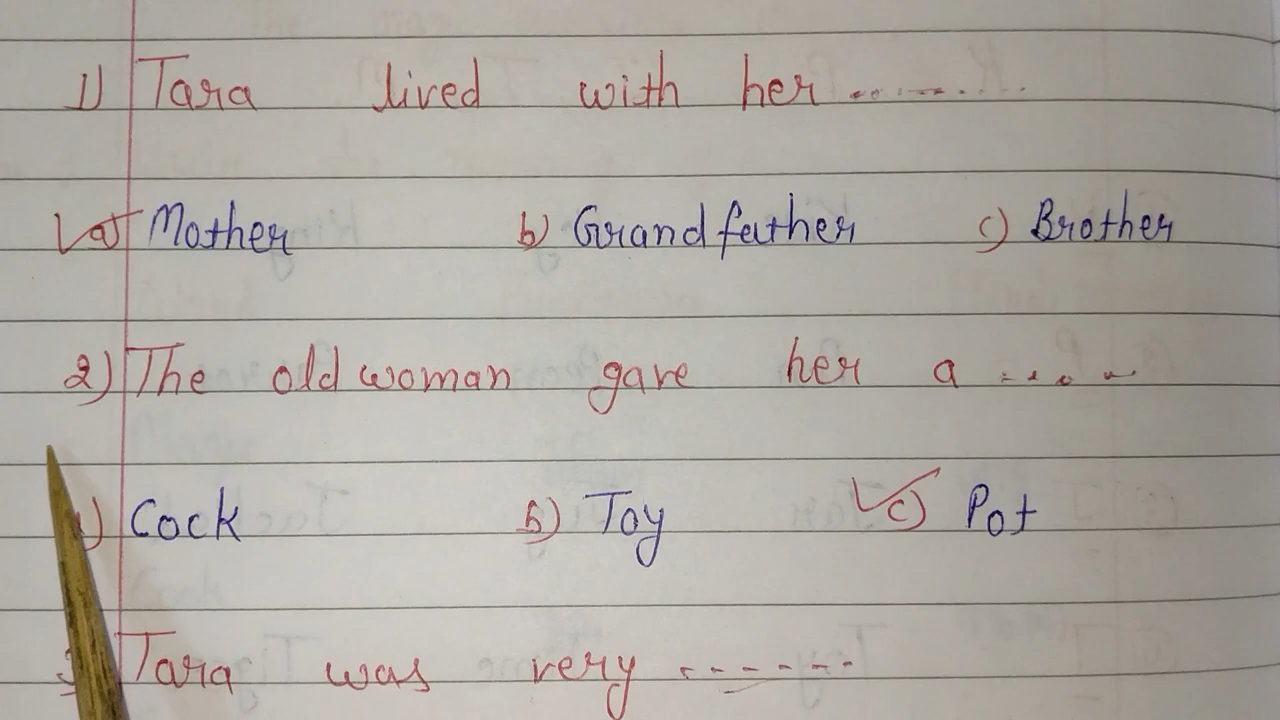 1) Tara lived with her .........
a) Mother b) Grandfather c) Brother
2) The old woman gave her a .....
a) Cock b) Toy c) Pot
3) Tara was very -------